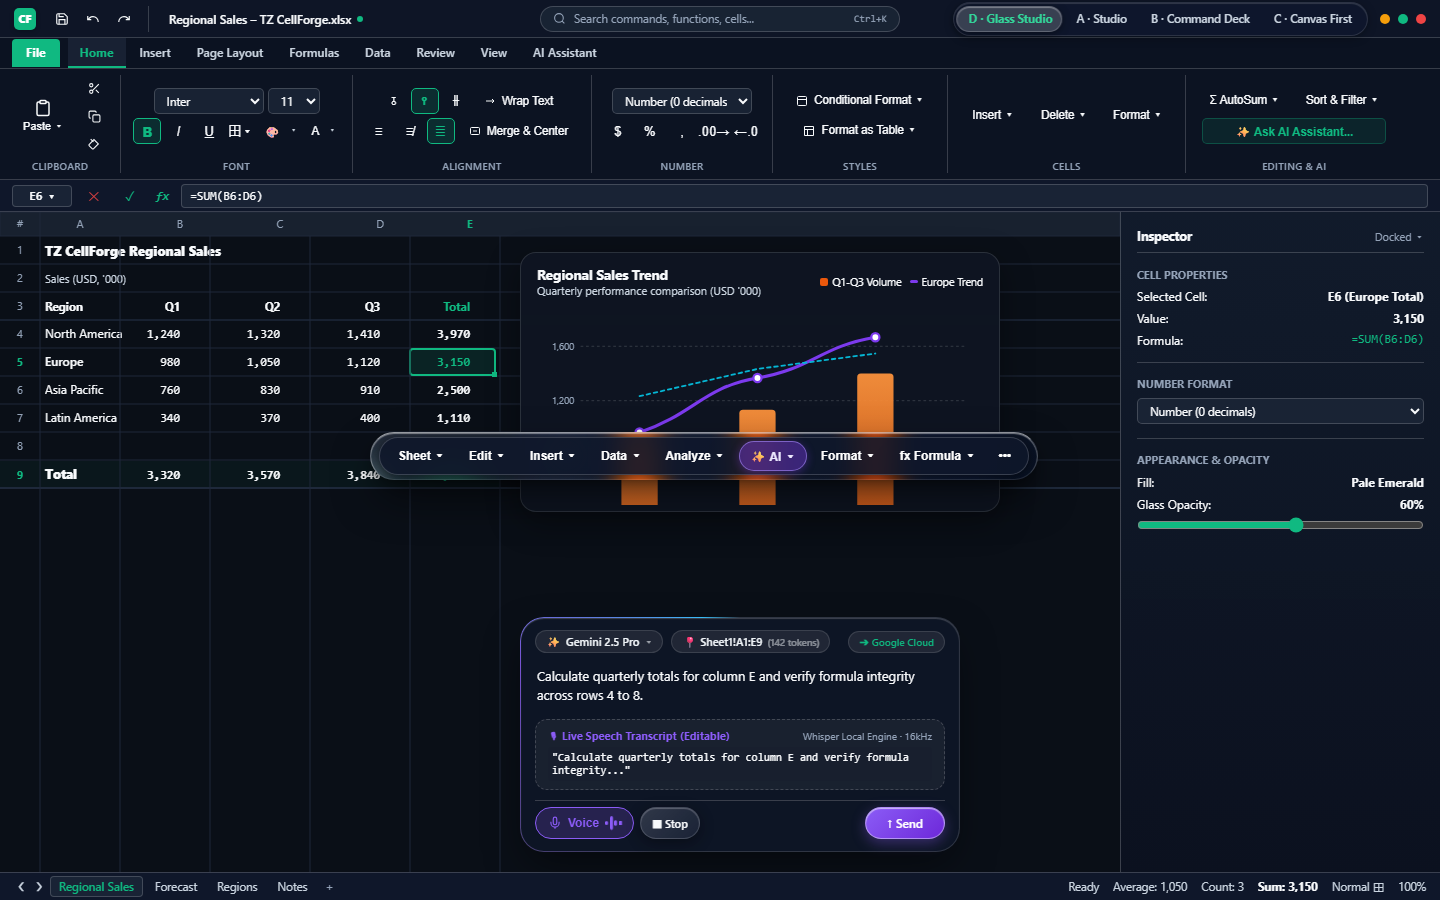 CF
Regional Sales – TZ CellForge.xlsx
Search commands, functions, cells...
Ctrl+K
D · Glass Studio
A · Studio
B · Command Deck
C · Canvas First
File
Home
Insert
Page Layout
Formulas
Data
Review
View
AI Assistant
Paste
CLIPBOARD
Inter
11
B
I
U
A
FONT
Wrap Text
Merge & Center
ALIGNMENT
Number (0 decimals
$ % , .00→ ←.0
NUMBER
Conditional Format
Format as Table
STYLES
Insert
Delete
Format
CELLS
Σ AutoSum
Sort & Filter
✨ Ask AI Assistant...
EDITING & AI
E6
fx
=SUM(B6:D6)
# A B C D E
1 TZ CellForge Regional Sales
2 Sales (USD, '000)
3 Region Q1 Q2 Q3 Total
4 North America 1,240 1,320 1,410 3,970
5 Europe 980 1,050 1,120 3,150
6 Asia Pacific 760 830 910 2,500
7 Latin America 340 370 400 1,110
8
9 Total 3,320 3,570 3,840
Regional Sales Trend
Quarterly performance comparison (USD '000)
Q1-Q3 Volume
Europe Trend
1,600
1,200
Sheet
Edit
Insert
Data
Analyze
✨ AI
Format
fx Formula
•••
Gemini 2.5 Pro
Sheet1!A1:E9 (142 tokens)
➔ Google Cloud
Calculate quarterly totals for column E and verify formula integrity
across rows 4 to 8.
Live Speech Transcript (Editable)
Whisper Local Engine · 16kHz
"Calculate quarterly totals for column E and verify formula
integrity..."
Voice
Stop
↑ Send
Inspector
Docked
CELL PROPERTIES
Selected Cell: E6 (Europe Total)
Value: 3,150
Formula: =SUM(B6:D6)
NUMBER FORMAT
Number (0 decimals)
APPEARANCE & OPACITY
Fill: Pale Emerald
Glass Opacity: 60%
Regional Sales
Forecast
Regions
Notes
+
Ready
Average: 1,050
Count: 3
Sum: 3,150
Normal
100%